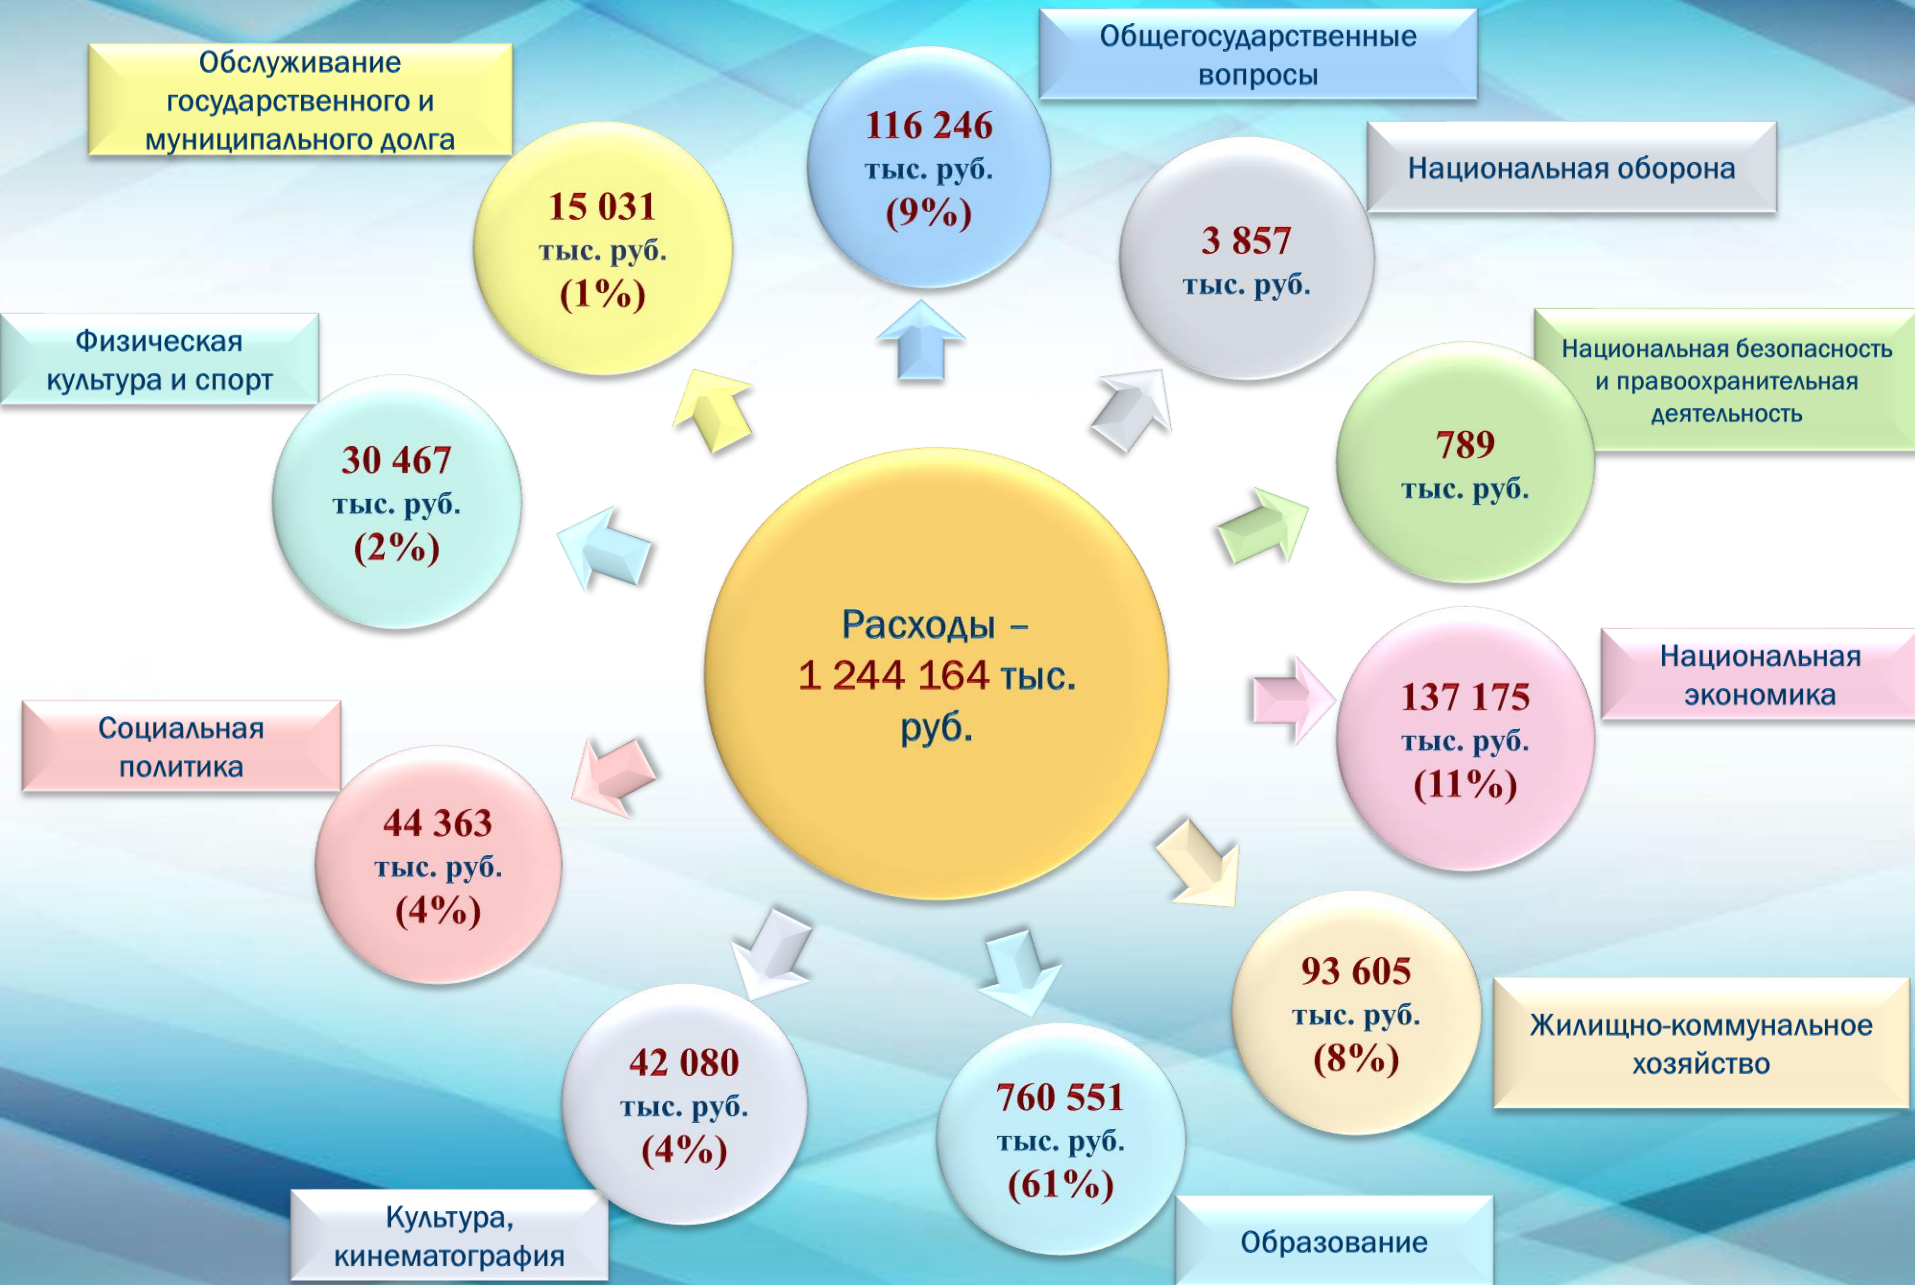 Обслуживание
государственного и
муниципального долга
15 031
тыс. руб.
(1%)
Общегосударственные
вопросы
116 246
тыс. руб.
(9%)
Национальная оборона
3 857
тыс. руб.
Национальная безопасность
и правоохранительная
деятельность
789
тыс. руб.
Физическая
культура и спорт
30 467
тыс. руб.
(2%)
Расходы –
1 244 164 тыс.
руб.
Национальная
экономика
137 175
тыс. руб.
(11%)
Социальная
политика
44 363
тыс. руб.
(4%)
Жилищно-коммунальное
хозяйство
93 605
тыс. руб.
(8%)
Культура,
кинематография
42 080
тыс. руб.
(4%)
Образование
760 551
тыс. руб.
(61%)